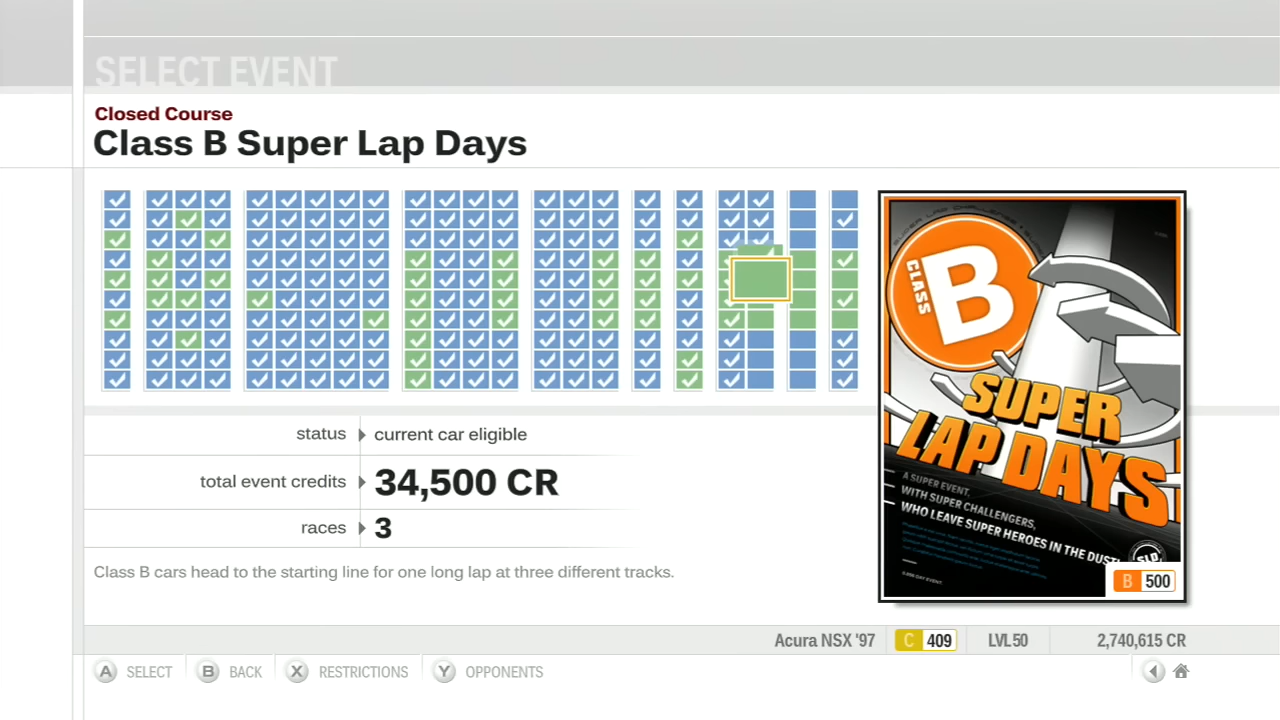 SELECT EVENT
Closed Course
Class B Super Lap Days
B
CLASS
SUPER
LAP DAYS
A SUPER EVENT,
WITH SUPER CHALLENGERS,
WHO LEAVE SUPER HEROES IN THE DUST!
SLD
B 500
status current car eligible
total event credits 34,500 CR
races 3
Class B cars head to the starting line for one long lap at three different tracks.
Acura NSX '97 C 409 LVL50 2,740,615 CR
A SELECT B BACK X RESTRICTIONS Y OPPONENTS